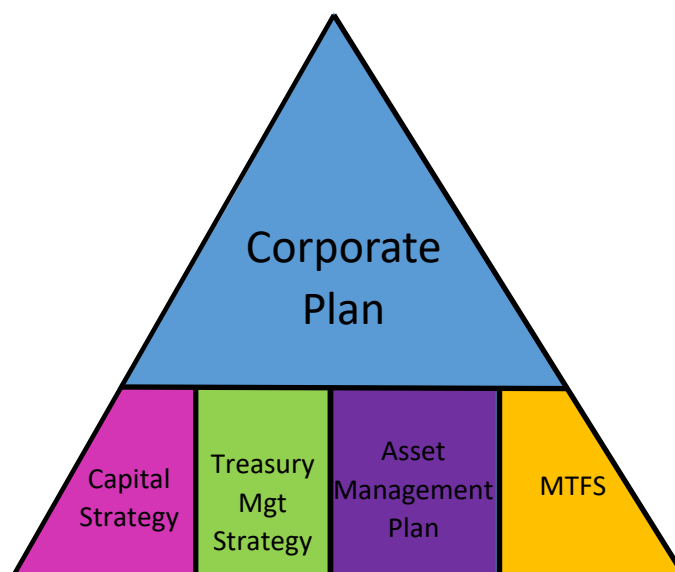 Corporate
Plan
Capital
Strategy
Treasury
Mgt
Strategy
Asset
Management
Plan
MTFS